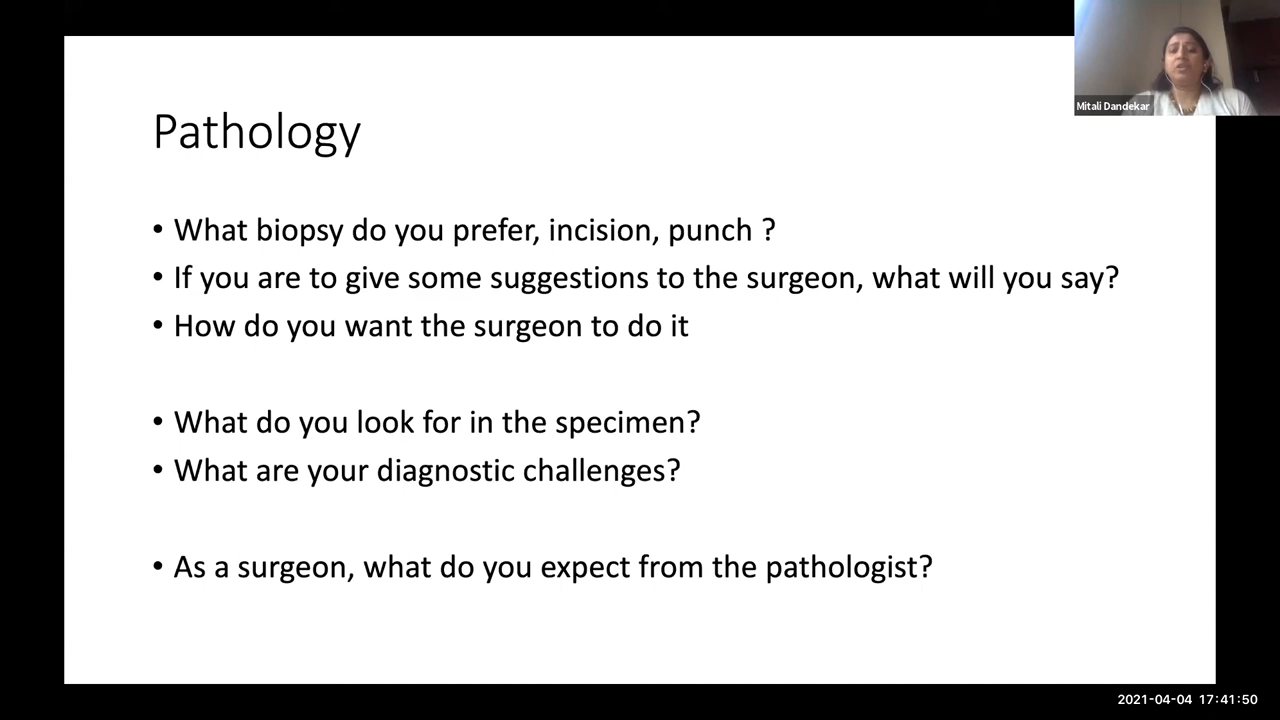 Mitali Dandekar
Pathology
• What biopsy do you prefer, incision, punch ?
• If you are to give some suggestions to the surgeon, what will you say?
• How do you want the surgeon to do it
• What do you look for in the specimen?
• What are your diagnostic challenges?
• As a surgeon, what do you expect from the pathologist?
2021-04-04 17:41:50